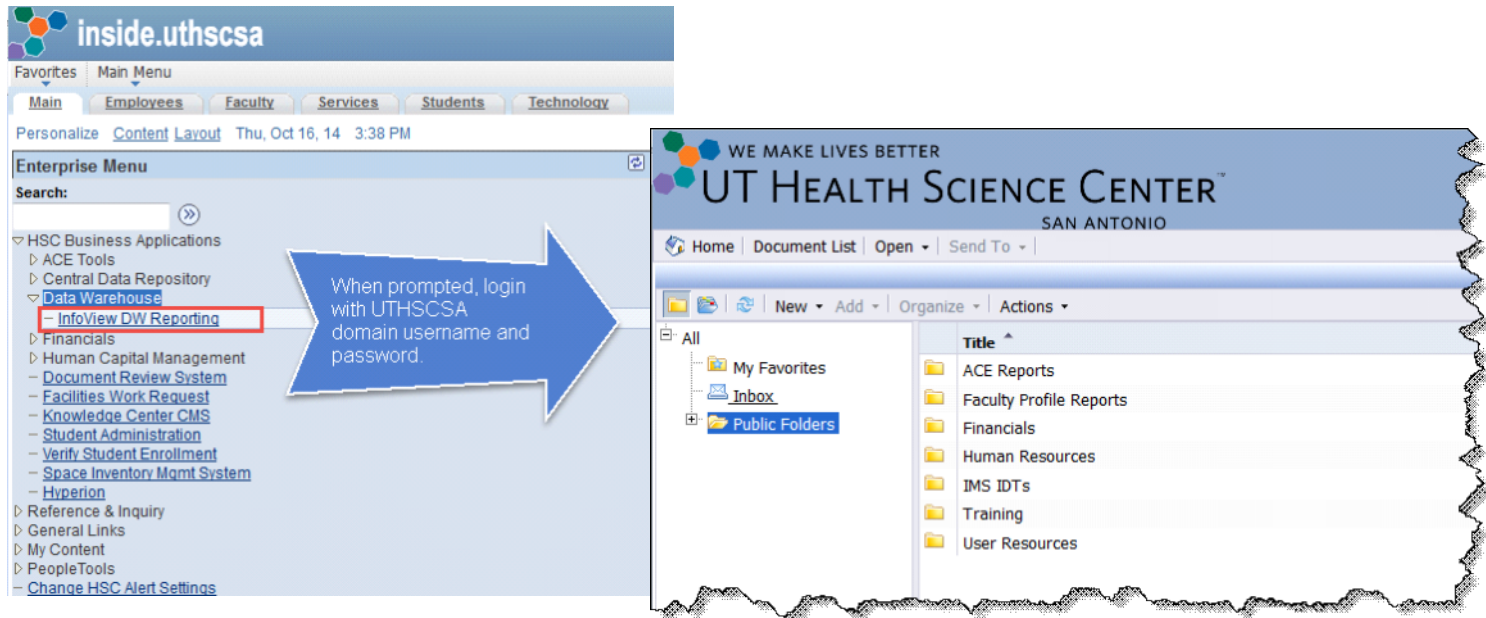 inside.uthscsa
Favorites Main Menu
Main Employees Faculty Services Students Technology
Personalize Content Layout Thu, Oct 16, 14 3:38 PM
Enterprise Menu
Search:
HSC Business Applications
ACE Tools
Central Data Repository
Data Warehouse
InfoView DW Reporting
Financials
Human Capital Management
Document Review System
Facilities Work Request
Knowledge Center CMS
Student Administration
Verify Student Enrollment
Space Inventory Mgmt System
Hyperion
Reference & Inquiry
General Links
My Content
PeopleTools
Change HSC Alert Settings
When prompted, login
with UTHSCSA
domain username and
password.
WE MAKE LIVES BETTER
UT HEALTH SCIENCE CENTER™
SAN ANTONIO
Home Document List Open Send To
New Add Organize Actions
All
My Favorites
Inbox
Public Folders
Title
ACE Reports
Faculty Profile Reports
Financials
Human Resources
IMS IDTs
Training
User Resources